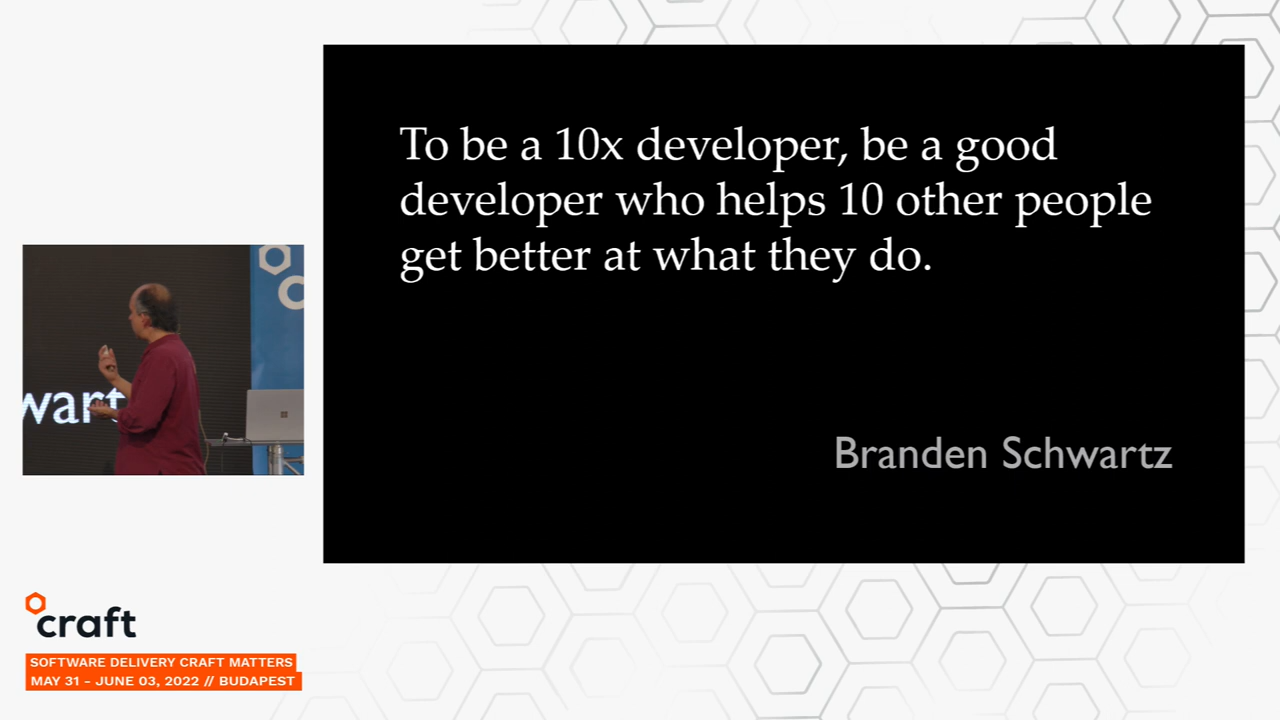 To be a 10x developer, be a good
developer who helps 10 other people
get better at what they do.
Branden Schwartz
wart
craft
SOFTWARE DELIVERY CRAFT MATTERS
MAY 31 - JUNE 03, 2022 // BUDAPEST